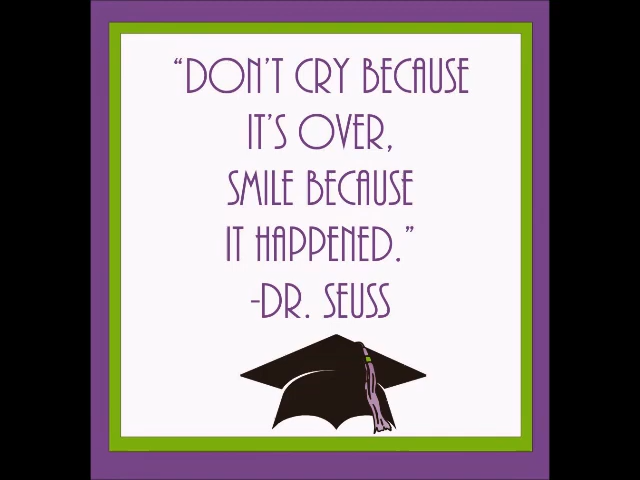 “DON’T CRY BECAUSE
IT’S OVER,
SMILE BECAUSE
IT HAPPENED.”
-DR. SEUSS